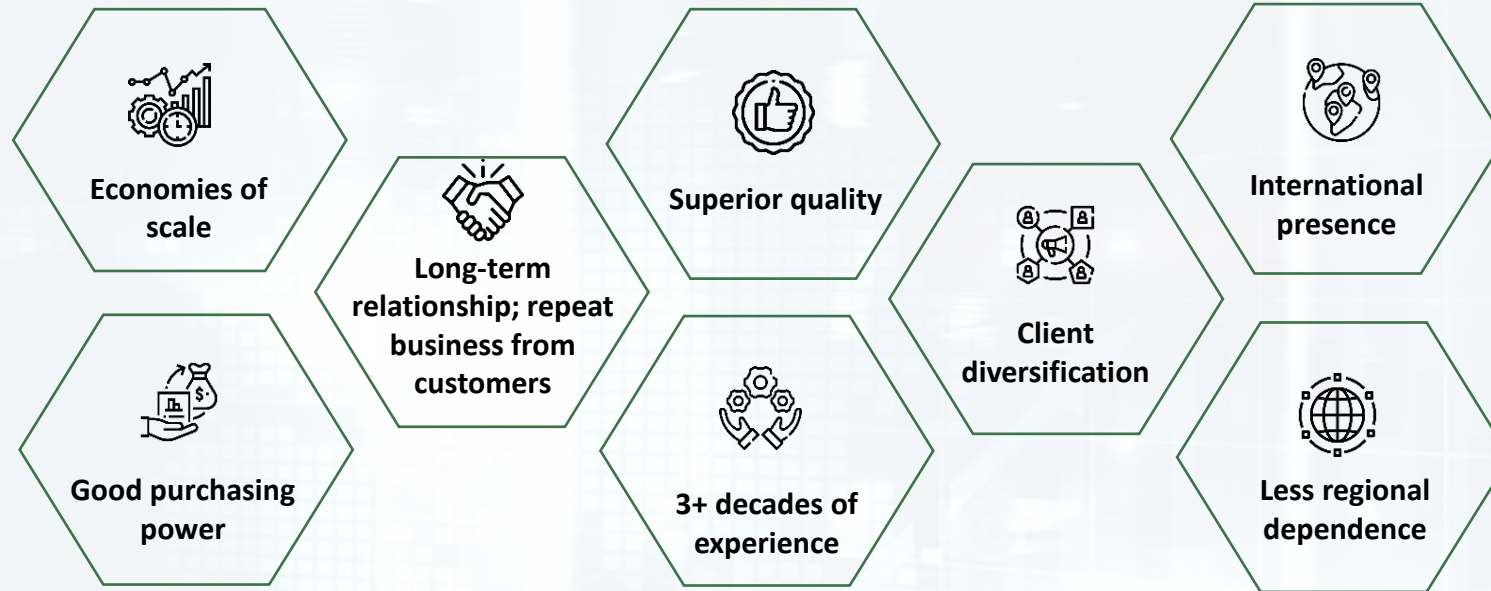 Economies of
scale
Long-term
relationship; repeat
business from
customers
Superior quality
Client
diversification
International
presence
Good purchasing
power
3+ decades of
experience
Less regional
dependence